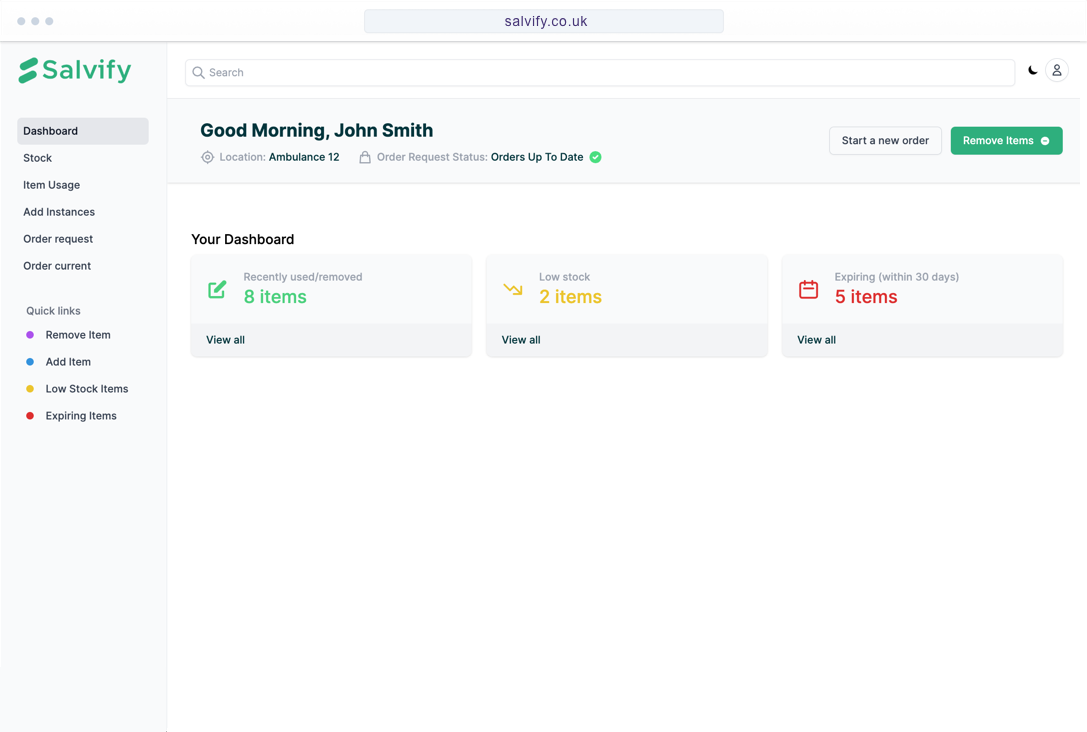 salvify.co.uk
Salvify
Search
Dashboard
Stock
Item Usage
Add Instances
Order request
Order current
Quick links
Remove Item
Add Item
Low Stock Items
Expiring Items
Good Morning, John Smith
Location: Ambulance 12
Order Request Status: Orders Up To Date
Start a new order
Remove Items
Your Dashboard
Recently used/removed
8 items
View all
Low stock
2 items
View all
Expiring (within 30 days)
5 items
View all